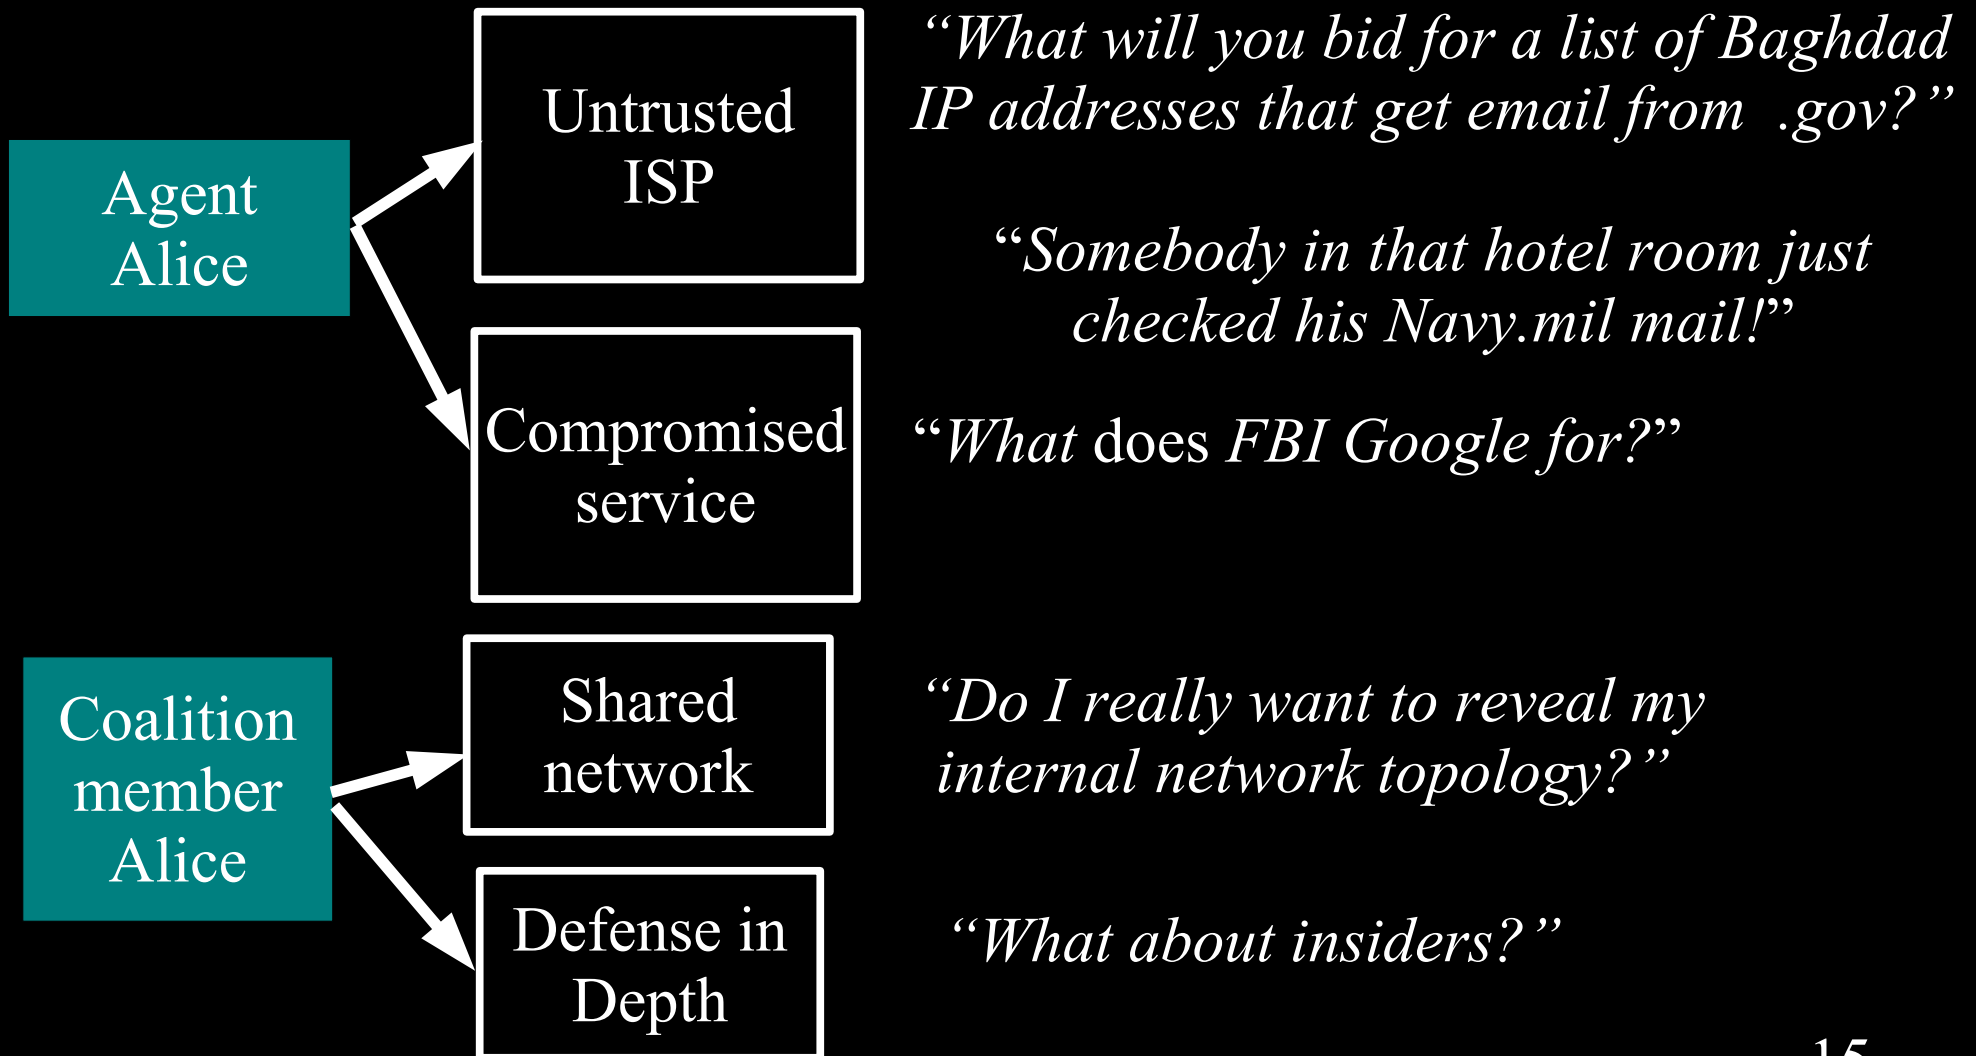 Agent
Alice
Untrusted
ISP
“What will you bid for a list of Baghdad
IP addresses that get email from .gov?”
“Somebody in that hotel room just
checked his Navy.mil mail!”
Compromised
service
“What does FBI Google for?”
Coalition
member
Alice
Shared
network
“Do I really want to reveal my
internal network topology?”
Defense in
Depth
“What about insiders?”
15